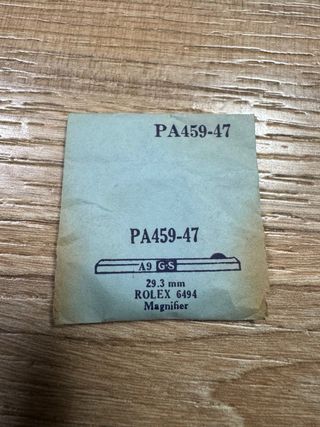 PA459-47
PA459-47
A9 G-S
29.3 mm
ROLEX 6494
Magnifier